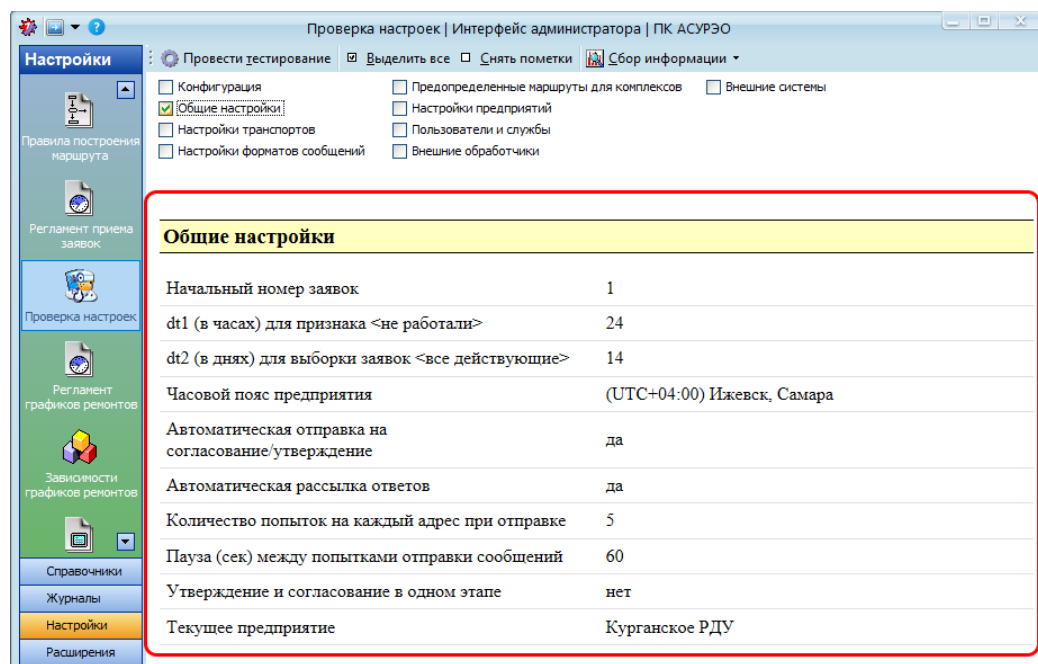 Проверка настроек | Интерфейс администратора | ПК АСУРЭО
Настройки
Провести тестирование
Выделить все
Снять пометки
Сбор информации
Конфигурация
Предопределенные маршруты для комплексов
Внешние системы
Общие настройки
Настройки предприятий
Настройки транспортов
Пользователи и службы
Настройки форматов сообщений
Внешние обработчики
Правила построения
маршрута
Регламент приема
заявок
Проверка настроек
Регламент
графиков ремонтов
Зависимости
графиков ремонтов
Справочники
Журналы
Настройки
Расширения
Общие настройки
Начальный номер заявок 1
dt1 (в часах) для признака <не работали> 24
dt2 (в днях) для выборки заявок <все действующие> 14
Часовой пояс предприятия (UTC+04:00) Ижевск, Самара
Автоматическая отправка на
согласование/утверждение да
Автоматическая рассылка ответов да
Количество попыток на каждый адрес при отправке 5
Пауза (сек) между попытками отправки сообщений 60
Утверждение и согласование в одном этапе нет
Текущее предприятие Курганское РДУ